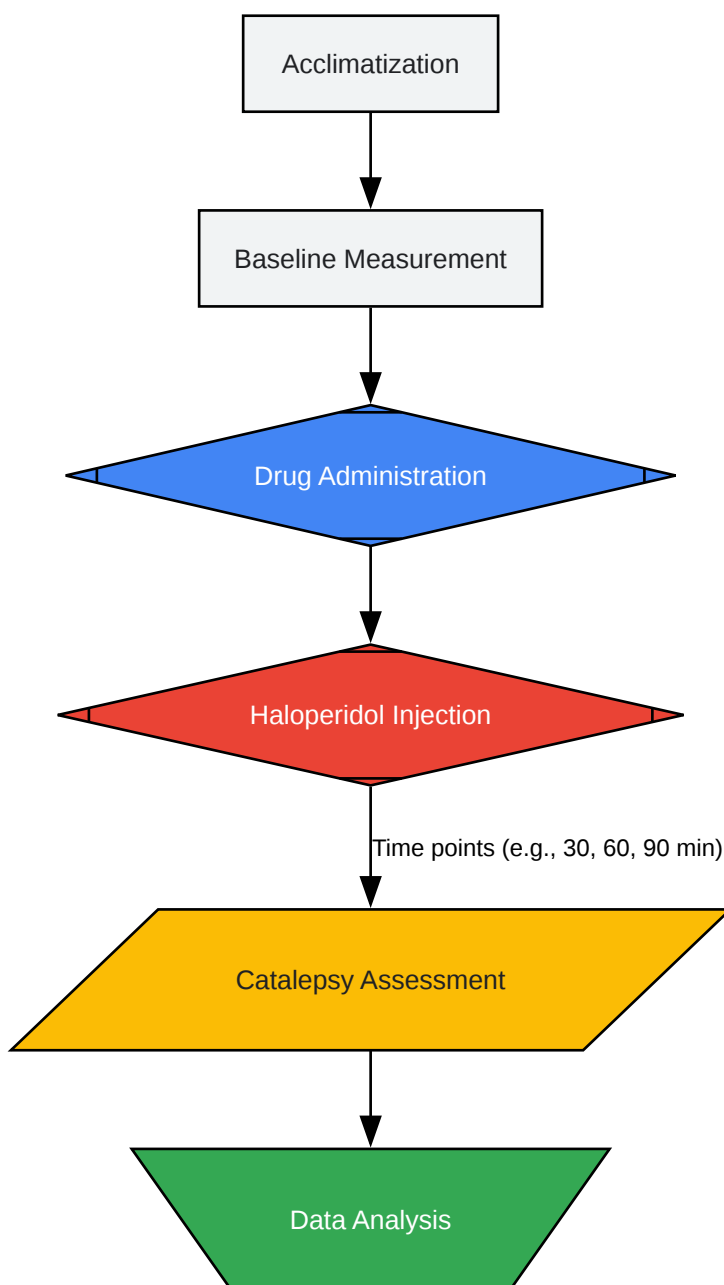 Acclimatization
Baseline Measurement
Drug Administration
Haloperidol Injection
Time points (e.g., 30, 60, 90 min)
Catalepsy Assessment
Data Analysis